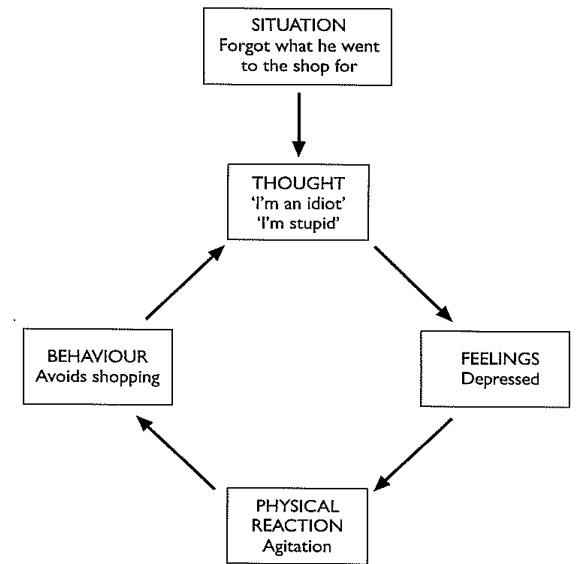 SITUATION
Forgot what he went
to the shop for
THOUGHT
'I'm an idiot'
'I'm stupid'
BEHAVIOUR
Avoids shopping
FEELINGS
Depressed
PHYSICAL
REACTION
Agitation